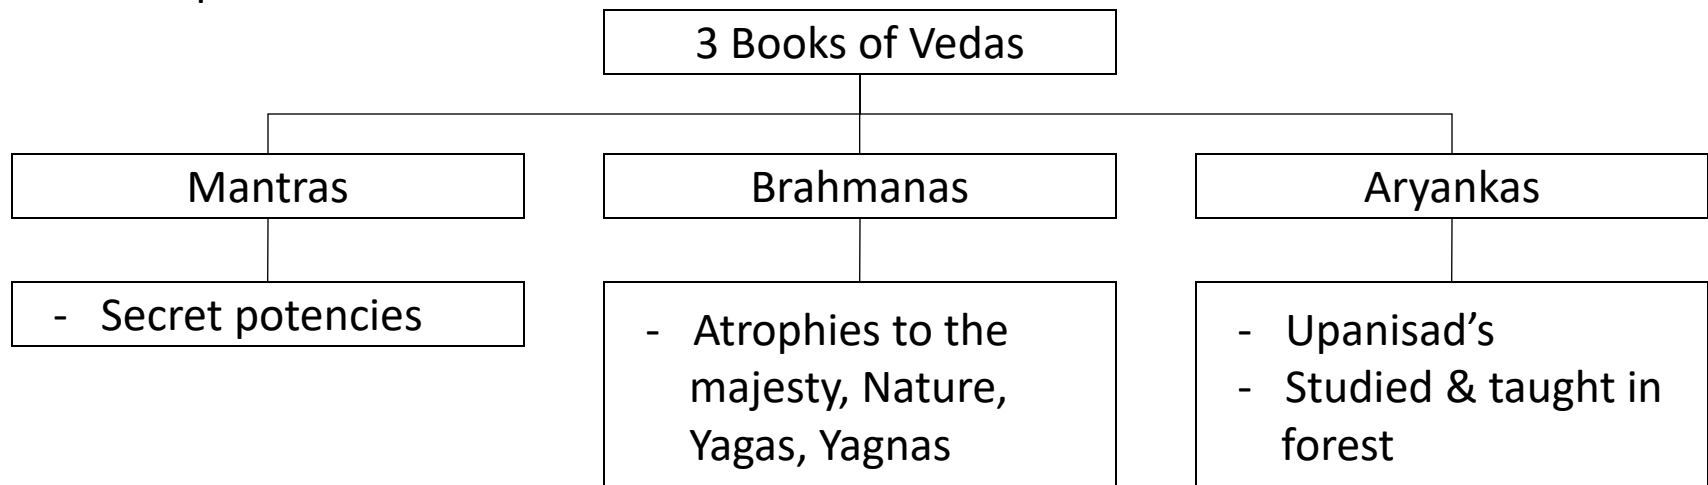 3 Books of Vedas
Mantras
Brahmanas
Aryankas
- Secret potencies
- Atrophies to the
majesty, Nature,
Yagas, Yagnas
- Upanisad’s
- Studied & taught in
forest